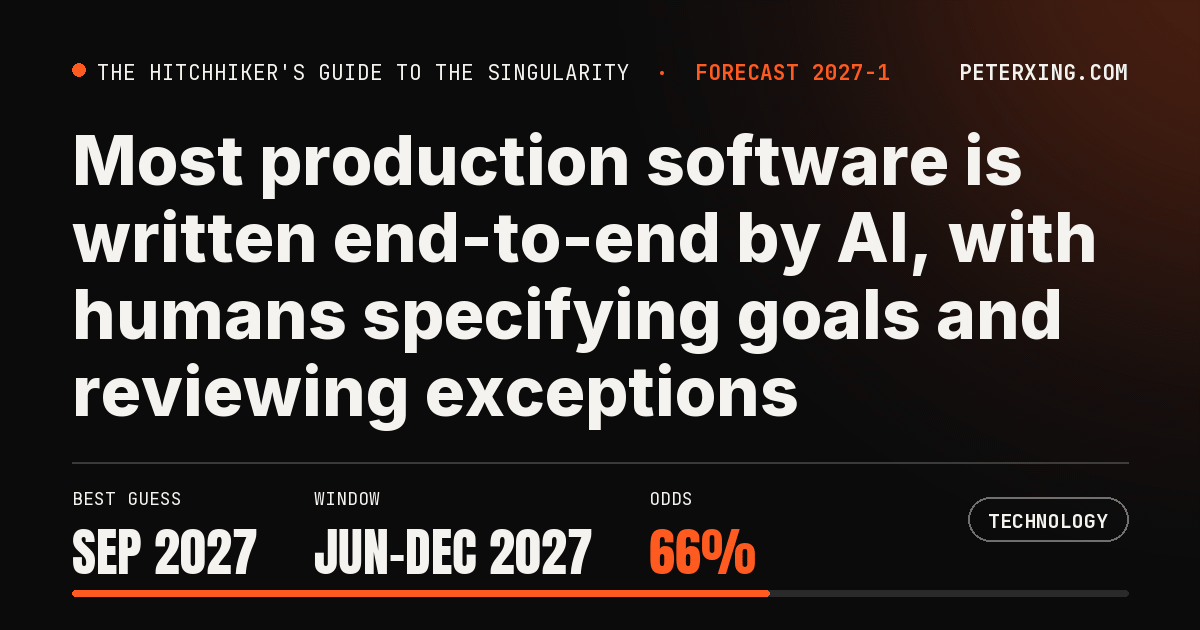 THE HITCHHIKER'S GUIDE TO THE SINGULARITY · FORECAST 2027-1 PETERXING.COM
Most production software is
written end-to-end by AI, with
humans specifying goals and
reviewing exceptions
BEST GUESS WINDOW ODDS
SEP 2027 JUN-DEC 2027 66% TECHNOLOGY